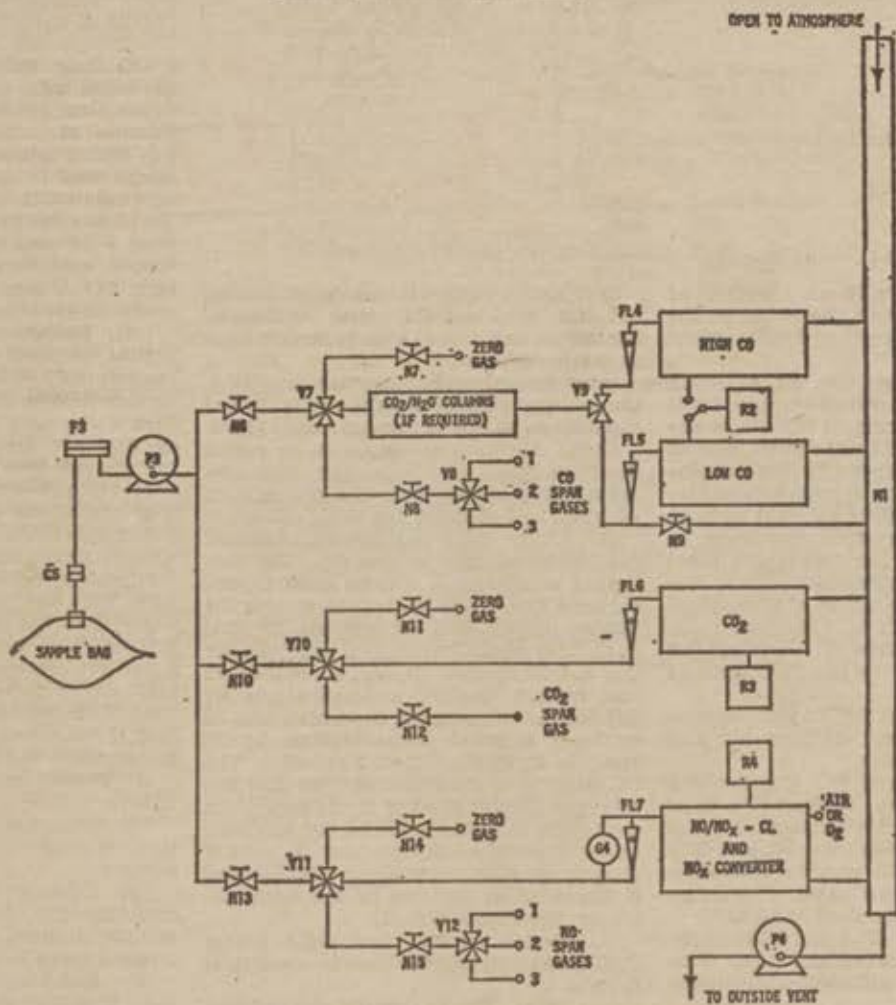 OPEN TO ATMOSPHERE
FL4
HIGH CO
ZERO
GAS
N7
V7
CO2/H2O COLUMNS
(IF REQUIRED)
V9
N6
R2
F3
P3
FL5
LOW CO
M1
V8
1
CO
2
SPAN
N8
GASES
3
N9
CS
FL6
ZERO
GAS
N11
CO2
V10
SAMPLE BAG
N10
R3
CO2
SPAN
GAS
N12
R4
FL7
AIR
OR
O2
ZERO
GAS
N14
G4
NO/NOX - CL
AND
NOX CONVERTER
V11
N13
1
V12
NO-
2
SPAN
N15
GASES
3
P4
TO OUTSIDE VENT